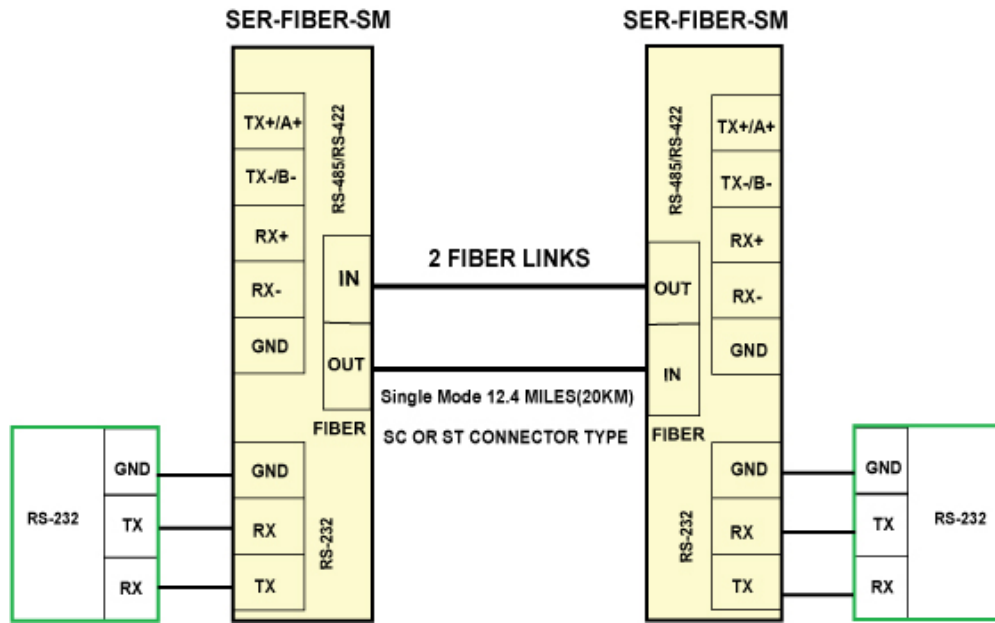 SER-FIBER-SM
SER-FIBER-SM
TX+/A+
TX-/B-
RX+
RX-
GND
RS-485/RS-422
IN
OUT
FIBER
GND
RX
TX
RS-232
2 FIBER LINKS
Single Mode 12.4 MILES(20KM)
SC OR ST CONNECTOR TYPE
RS-485/RS-422
OUT
IN
FIBER
TX+/A+
TX-/B-
RX+
RX-
GND
GND
RX
TX
RS-232
RS-232
GND
TX
RX
GND
TX
RX
RS-232